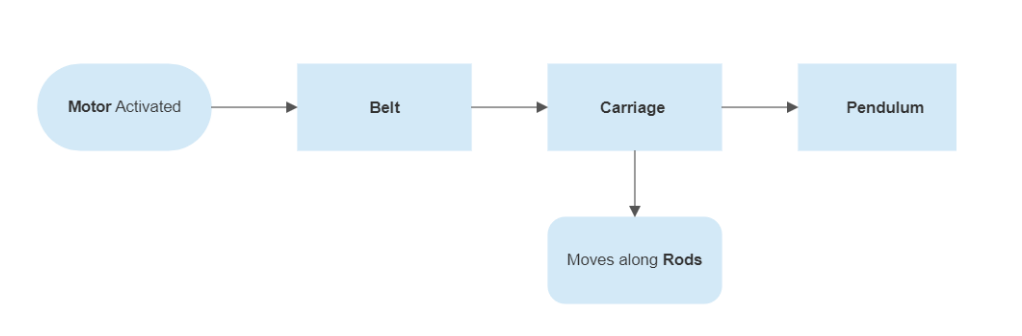 Motor Activated
Belt
Carriage
Pendulum
Moves along Rods